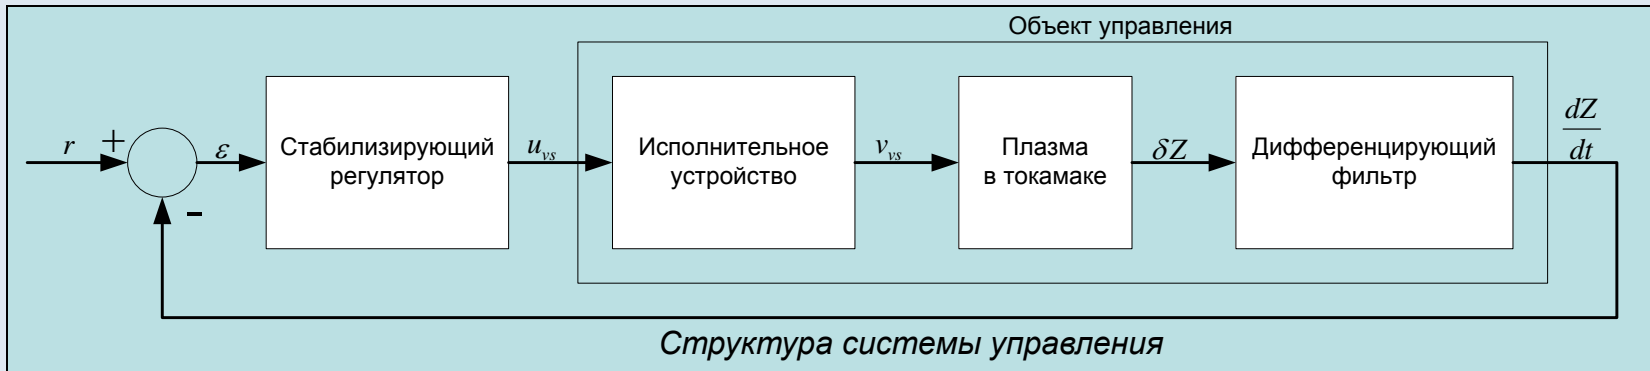 Объект управления
r
+
-
ε
Стабилизирующий
регулятор
u_vs
Исполнительное
устройство
v_vs
Плазма
в токамаке
δZ
Дифференцирующий
фильтр
dZ
dt
Структура системы управления